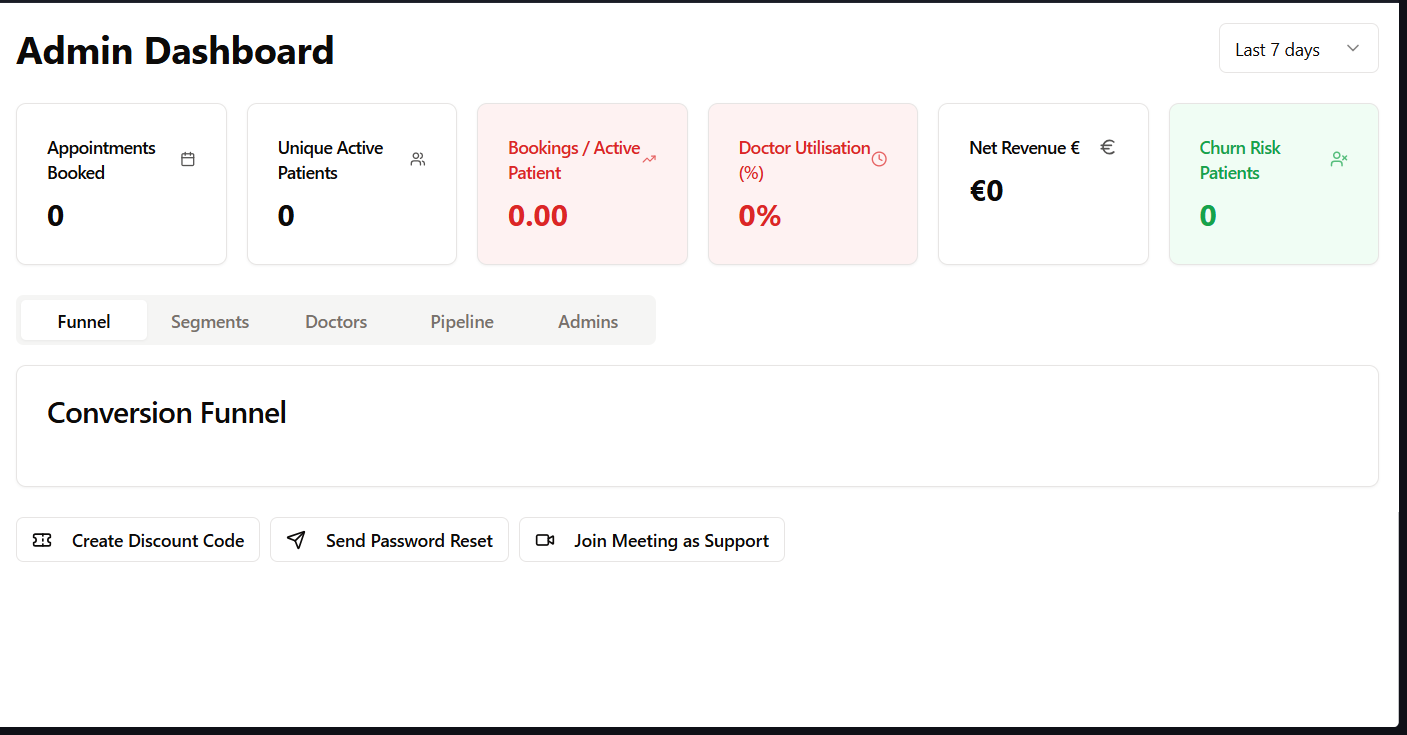 Admin Dashboard
Last 7 days
Appointments
Booked
0
Unique Active
Patients
0
Bookings / Active
Patient
0.00
Doctor Utilisation
(%)
0%
Net Revenue €
€
€0
Churn Risk
Patients
0
Funnel
Segments
Doctors
Pipeline
Admins
Conversion Funnel
Create Discount Code
Send Password Reset
Join Meeting as Support